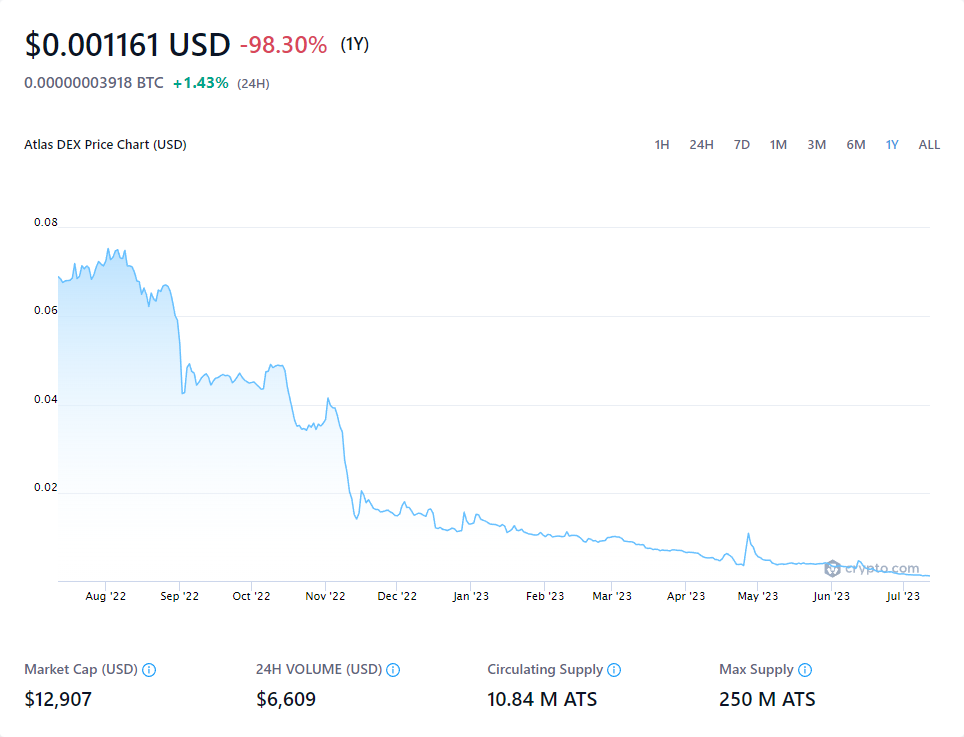 $0.001161 USD -98.30% (1Y)
0.00000003918 BTC +1.43% (24H)
Atlas DEX Price Chart (USD) 1H 24H 7D 1M 3M 6M 1Y ALL
0.08
0.06
0.04
0.02
crypto.com
Aug '22 Sep '22 Oct '22 Nov '22 Dec '22 Jan '23 Feb '23 Mar '23 Apr '23 May '23 Jun '23 Jul '23
Market Cap (USD) 24H VOLUME (USD) Circulating Supply Max Supply
$12,907 $6,609 10.84 M ATS 250 M ATS